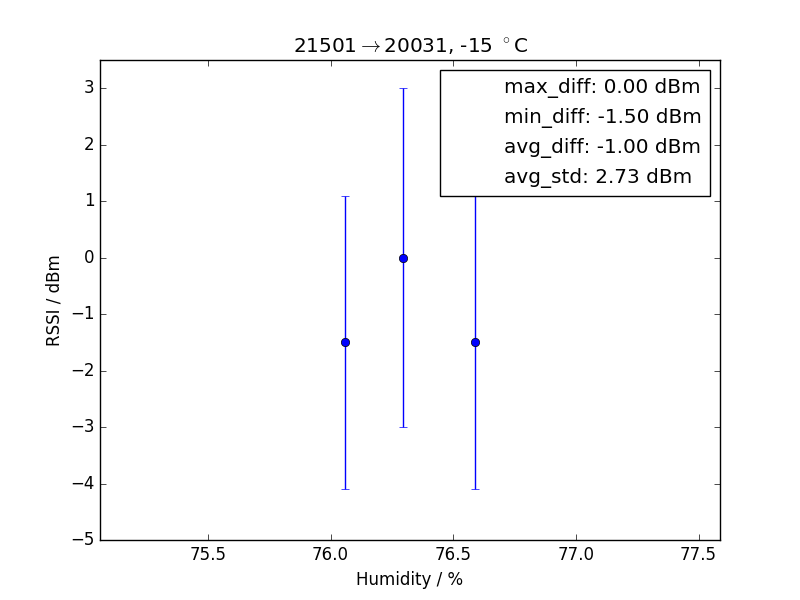 21501→20031, -15 °C
max_diff: 0.00 dBm
min_diff: -1.50 dBm
avg_diff: -1.00 dBm
avg_std: 2.73 dBm
RSSI / dBm
3
2
1
0
−1
−2
−3
−4
−5
75.5 76.0 76.5 77.0 77.5
Humidity / %